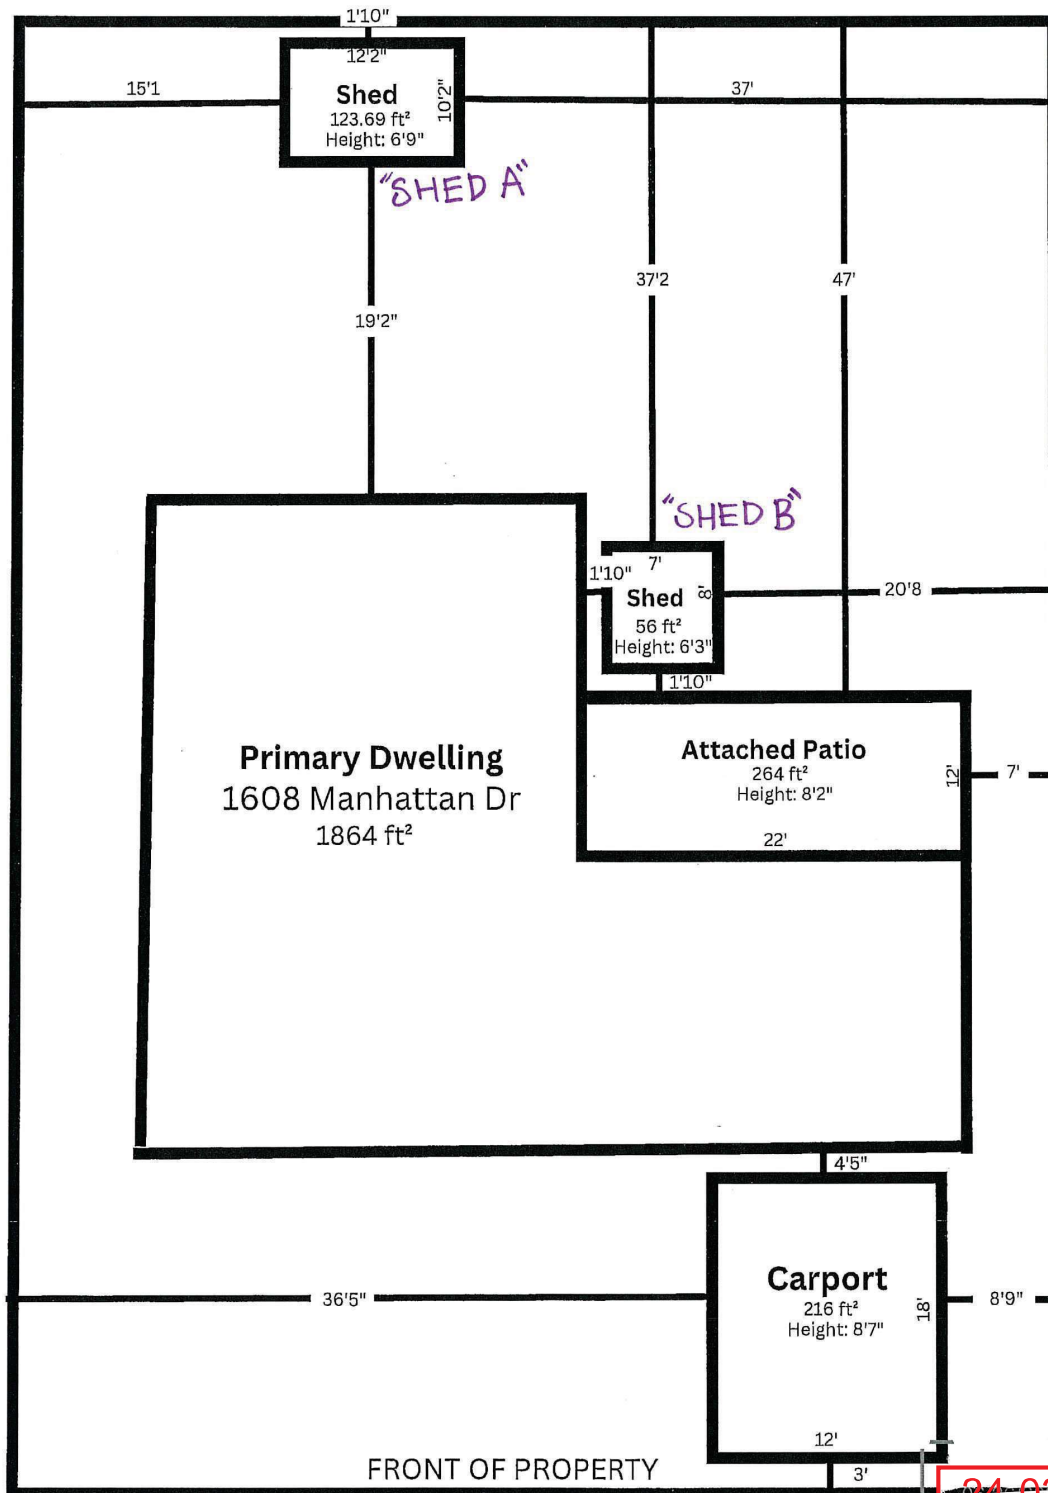 1'10"
12'2"
15'1
Shed
10'2"
37'
123.69 ft²
Height: 6'9"
"SHED A"
37'2
47'
19'2"
"SHED B"
7'
1'10"
Shed
8'
20'8
56 ft²
Height: 6'3"
1'10"
Primary Dwelling
1608 Manhattan Dr
1864 ft²
Attached Patio
264 ft²
Height: 8'2"
12'
7'
22'
4'5"
Carport
216 ft²
Height: 8'7"
18'
36'5"
8'9"
12'
FRONT OF PROPERTY
3'